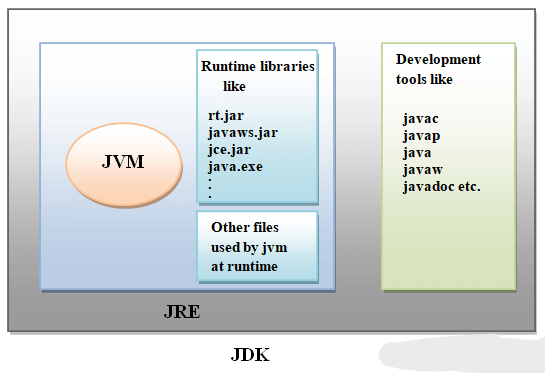 JVM
Runtime libraries
like
rt.jar
javaws.jar
jce.jar
java.exe
.
.
.
Other files
used by jvm
at runtime
Development
tools like
javac
javap
java
javaw
javadoc etc.
JRE
JDK